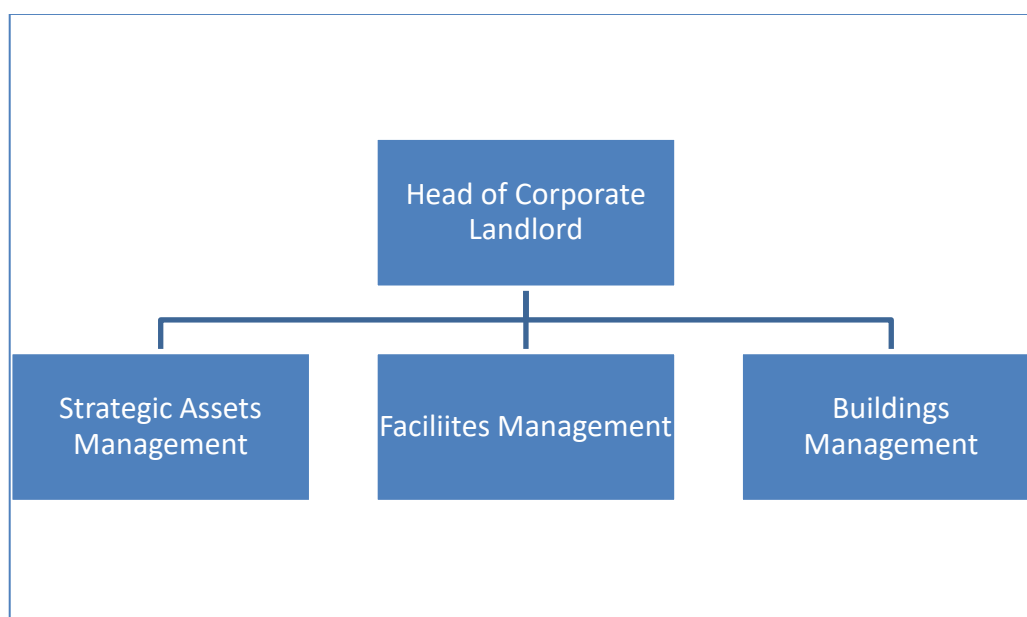 Head of Corporate
Landlord
Strategic Assets
Management
Faciliites Management
Buildings
Management